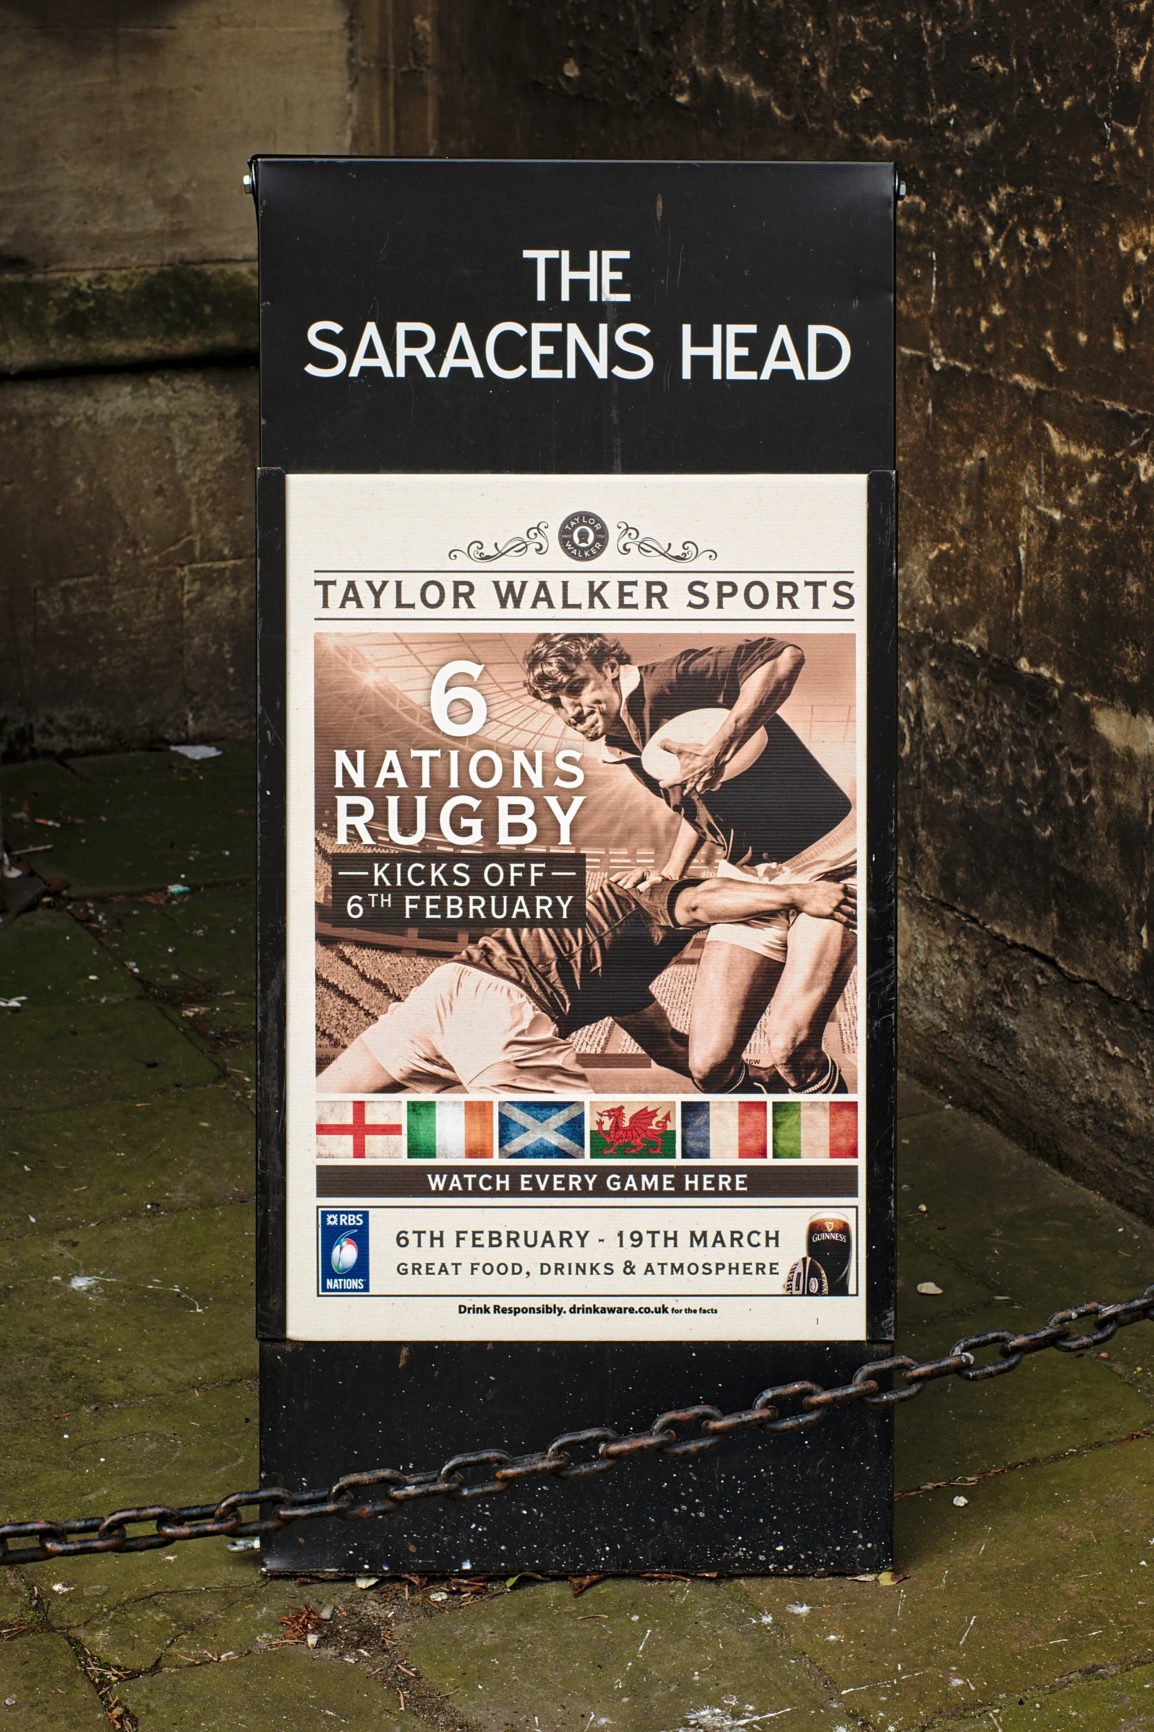 THE
SARACENS HEAD
TAYLOR
WALKER
TAYLOR WALKER SPORTS
6
NATIONS
RUGBY
KICKS OFF
6TH FEBRUARY
WATCH EVERY GAME HERE
RBS
6
NATIONS
6TH FEBRUARY - 19TH MARCH
GREAT FOOD, DRINKS & ATMOSPHERE
GUINNESS
Drink Responsibly. drinkaware.co.uk for the facts